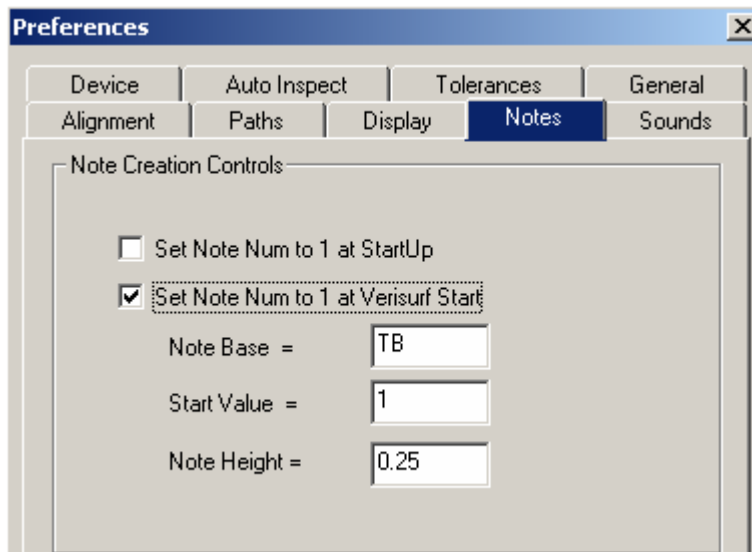 Preferences
Device Auto Inspect Tolerances General
Alignment Paths Display Notes Sounds
Note Creation Controls
Set Note Num to 1 at StartUp
Set Note Num to 1 at Verisurf Start
Note Base = TB
Start Value = 1
Note Height = 0.25